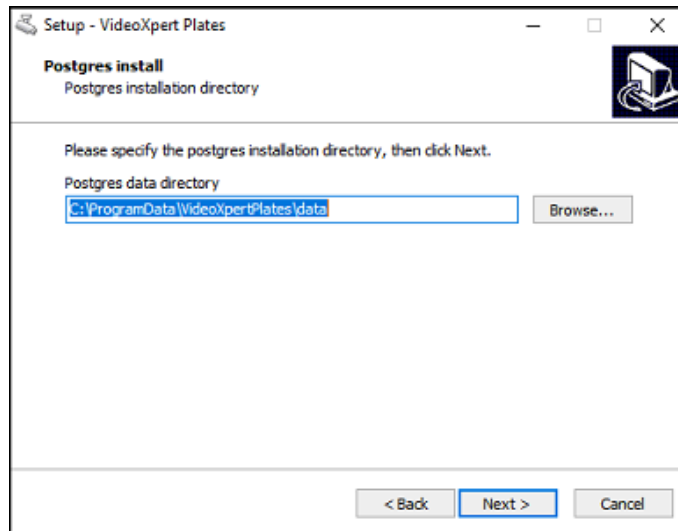 Setup - VideoXpert Plates
Postgres install
Postgres installation directory
Please specify the postgres installation directory, then click Next.
Postgres data directory
C:\ProgramData\VideoXpertPlates\data
Browse...
< Back
Next >
Cancel